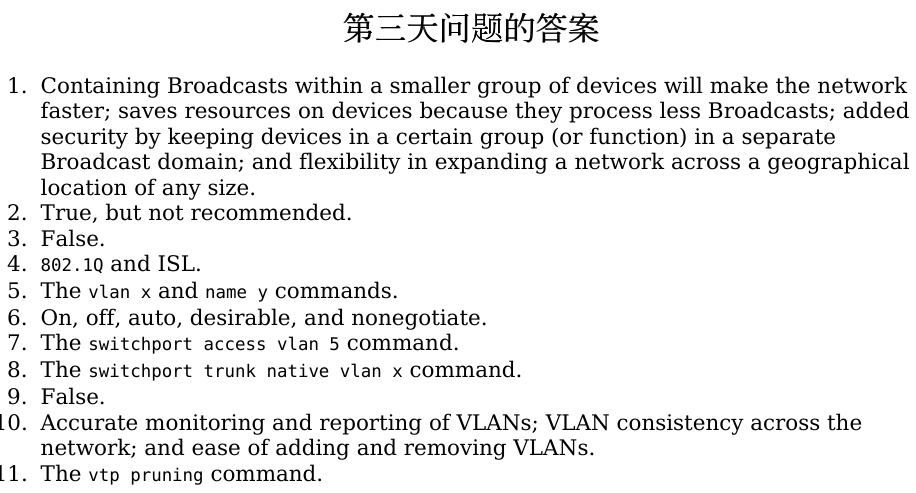 第三天问题的答案
1. Containing Broadcasts within a smaller group of devices will make the network
faster; saves resources on devices because they process less Broadcasts; added
security by keeping devices in a certain group (or function) in a separate
Broadcast domain; and flexibility in expanding a network across a geographical
location of any size.
2. True, but not recommended.
3. False.
4. 802.1Q and ISL.
5. The vlan x and name y commands.
6. On, off, auto, desirable, and nonegotiate.
7. The switchport access vlan 5 command.
8. The switchport trunk native vlan x command.
9. False.
10. Accurate monitoring and reporting of VLANs; VLAN consistency across the
network; and ease of adding and removing VLANs.
11. The vtp pruning command.